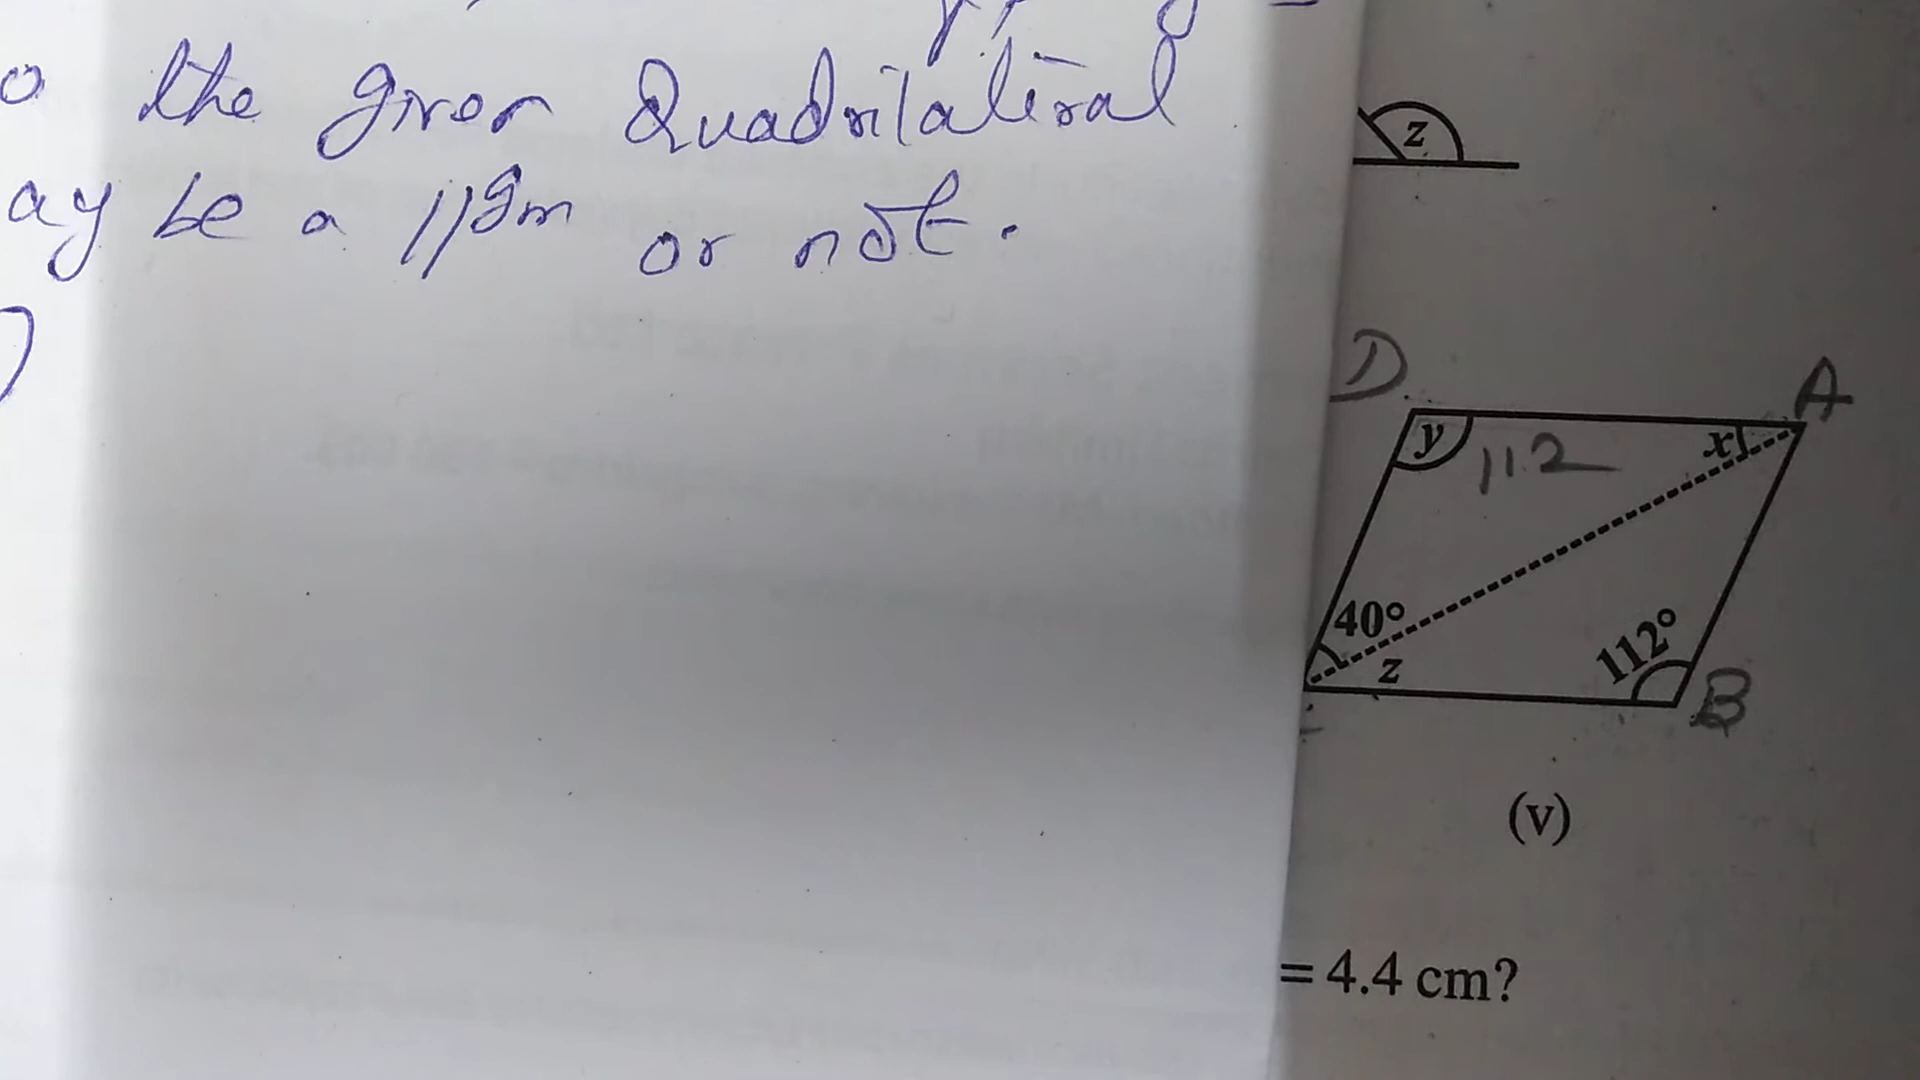 the given Quadrilateral
ay be a ||gm or not.
z
D
A
y
112
x
40°
z
112°
B
(v)
= 4.4 cm?